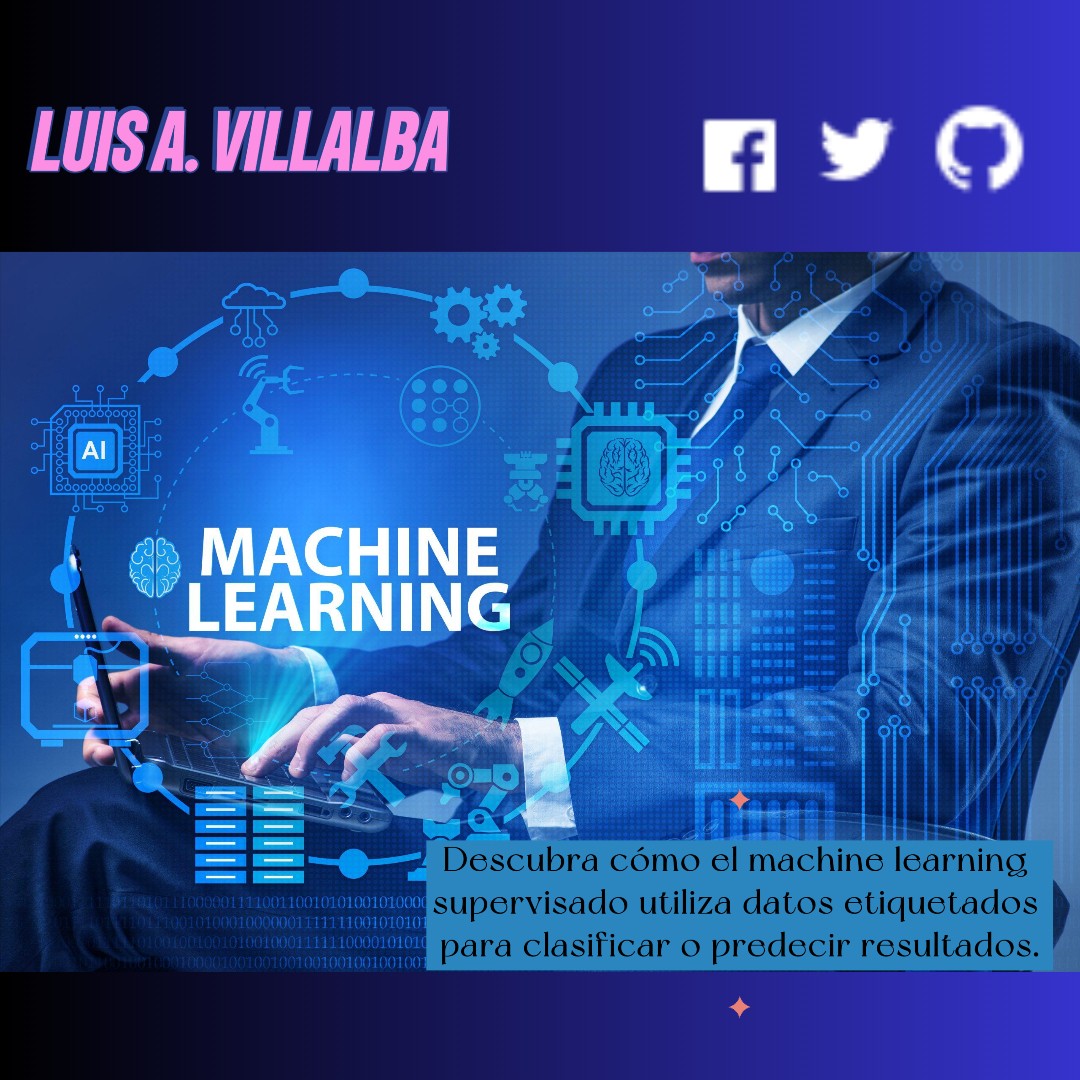 LUIS A. VILLALBA
AI
MACHINE
LEARNING
Descubra cómo el machine learning
supervisado utiliza datos etiquetados
para clasificar o predecir resultados.